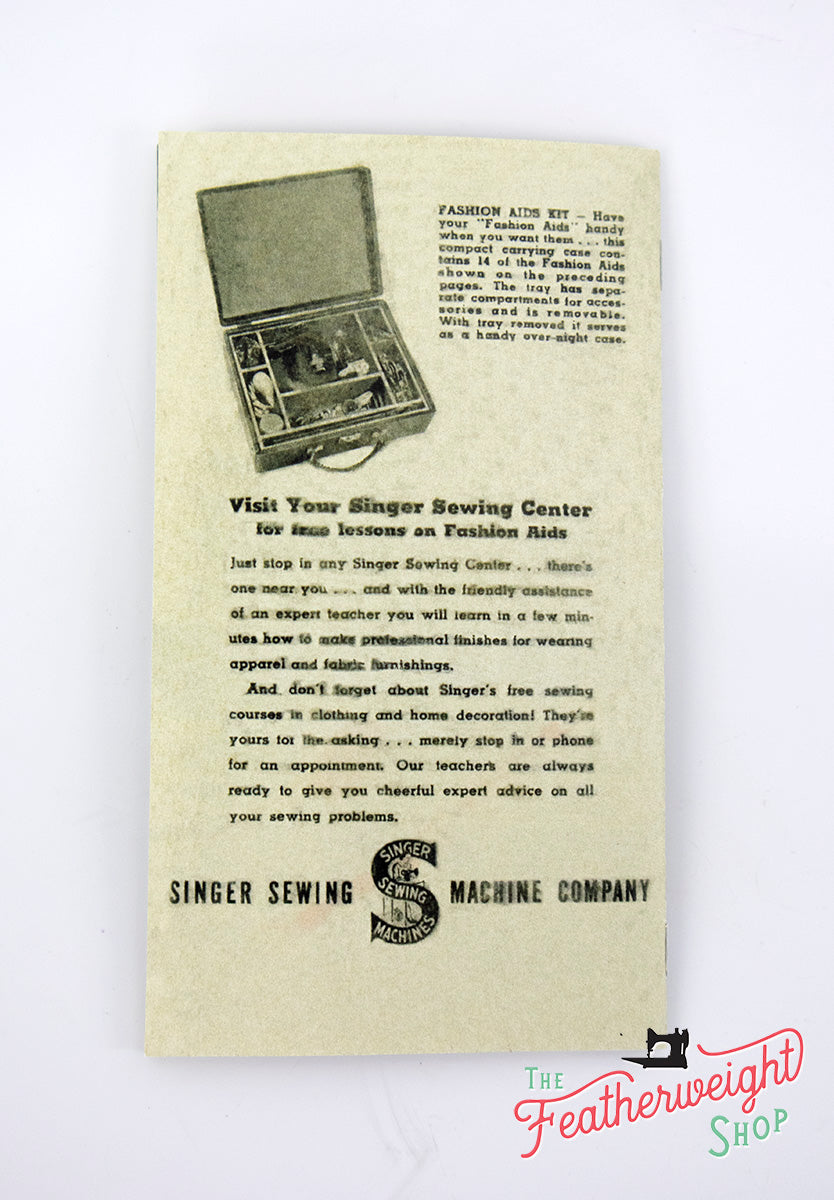 FASHION AIDS KIT — Have
your "Fashion Aids" handy
when you want them . . . this
compact carrying case con-
tains 14 of the Fashion Aids
shown on the preceding
pages. The tray has sepa-
rate compartments for acces-
sories and is removable.
With tray removed it serves
as a handy over-night case.
Visit Your Singer Sewing Center
for free lessons on Fashion Aids
Just stop in any Singer Sewing Center . . . there's
one near you . . . and with the friendly assistance
of an expert teacher you will learn in a few min-
utes how to make professional finishes for wearing
apparel and fabric furnishings.
And don't forget about Singer's free sewing
courses in clothing and home decoration! They're
yours for the asking . . . merely stop in or phone
for an appointment. Our teachers are always
ready to give you cheerful expert advice on all
your sewing problems.
SINGER SEWING MACHINE COMPANY
SINGER
SEWING
MACHINES
THE
Featherweight
SHOP